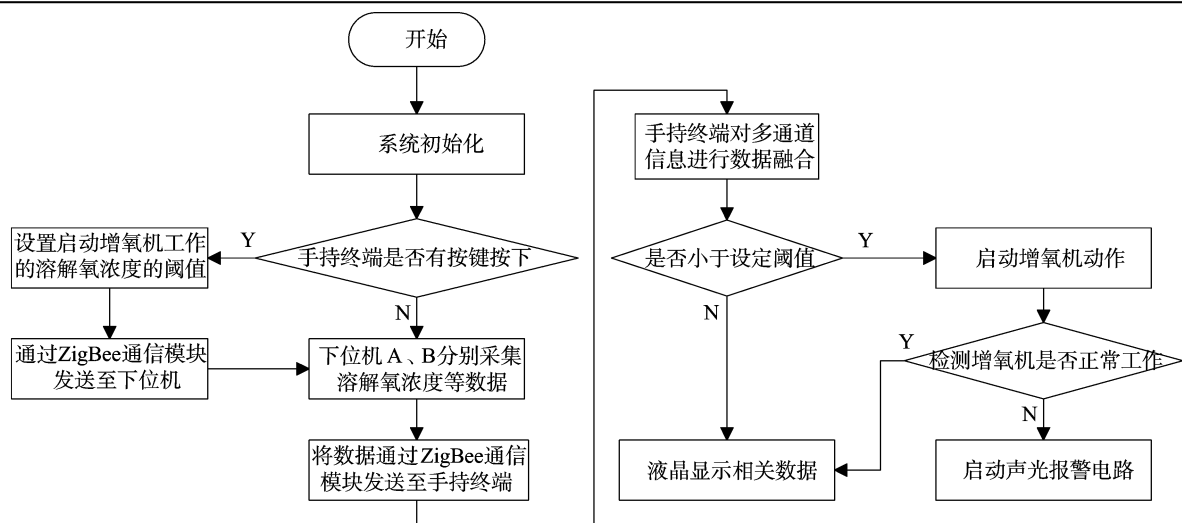 开始
系统初始化
手持终端是否有按键按下
Y
N
设置启动增氧机工作
的溶解氧浓度的阈值
通过ZigBee通信模块
发送至下位机
下位机 A、B分别采集
溶解氧浓度等数据
将数据通过ZigBee通信
模块发送至手持终端
手持终端对多通道
信息进行数据融合
是否小于设定阈值
Y
N
启动增氧机动作
检测增氧机是否正常工作
Y
N
液晶显示相关数据
启动声光报警电路